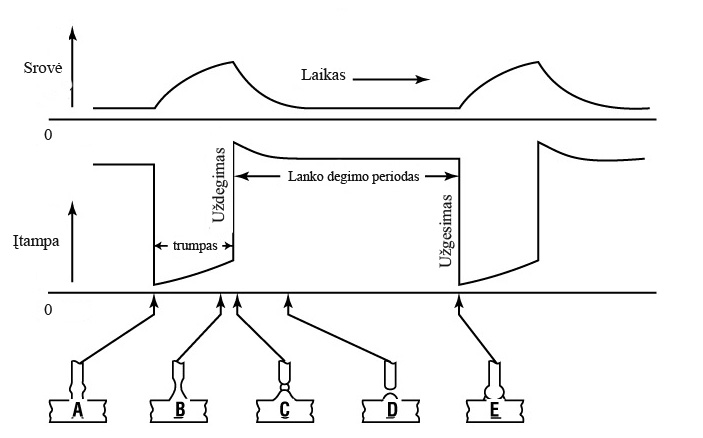 Srovė
Laikas
0
Uždegimas
Lanko degimo periodas
Užgesimas
trumpas
Įtampa
0
A
B
C
D
E